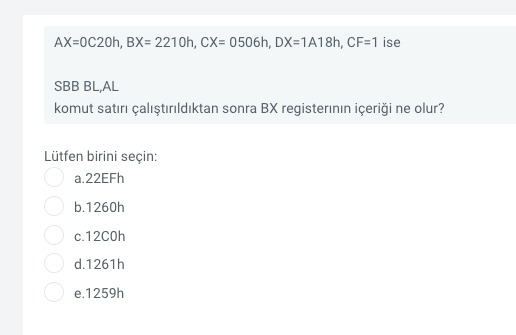 AX=0C20h, BX= 2210h, CX= 0506h, DX=1A18h, CF=1 ise
SBB BL,AL
komut satırı çalıştırıldıktan sonra BX registerının içeriği ne olur?
Lütfen birini seçin:
a.22EFh
b.1260h
c.12C0h
d.1261h
e.1259h